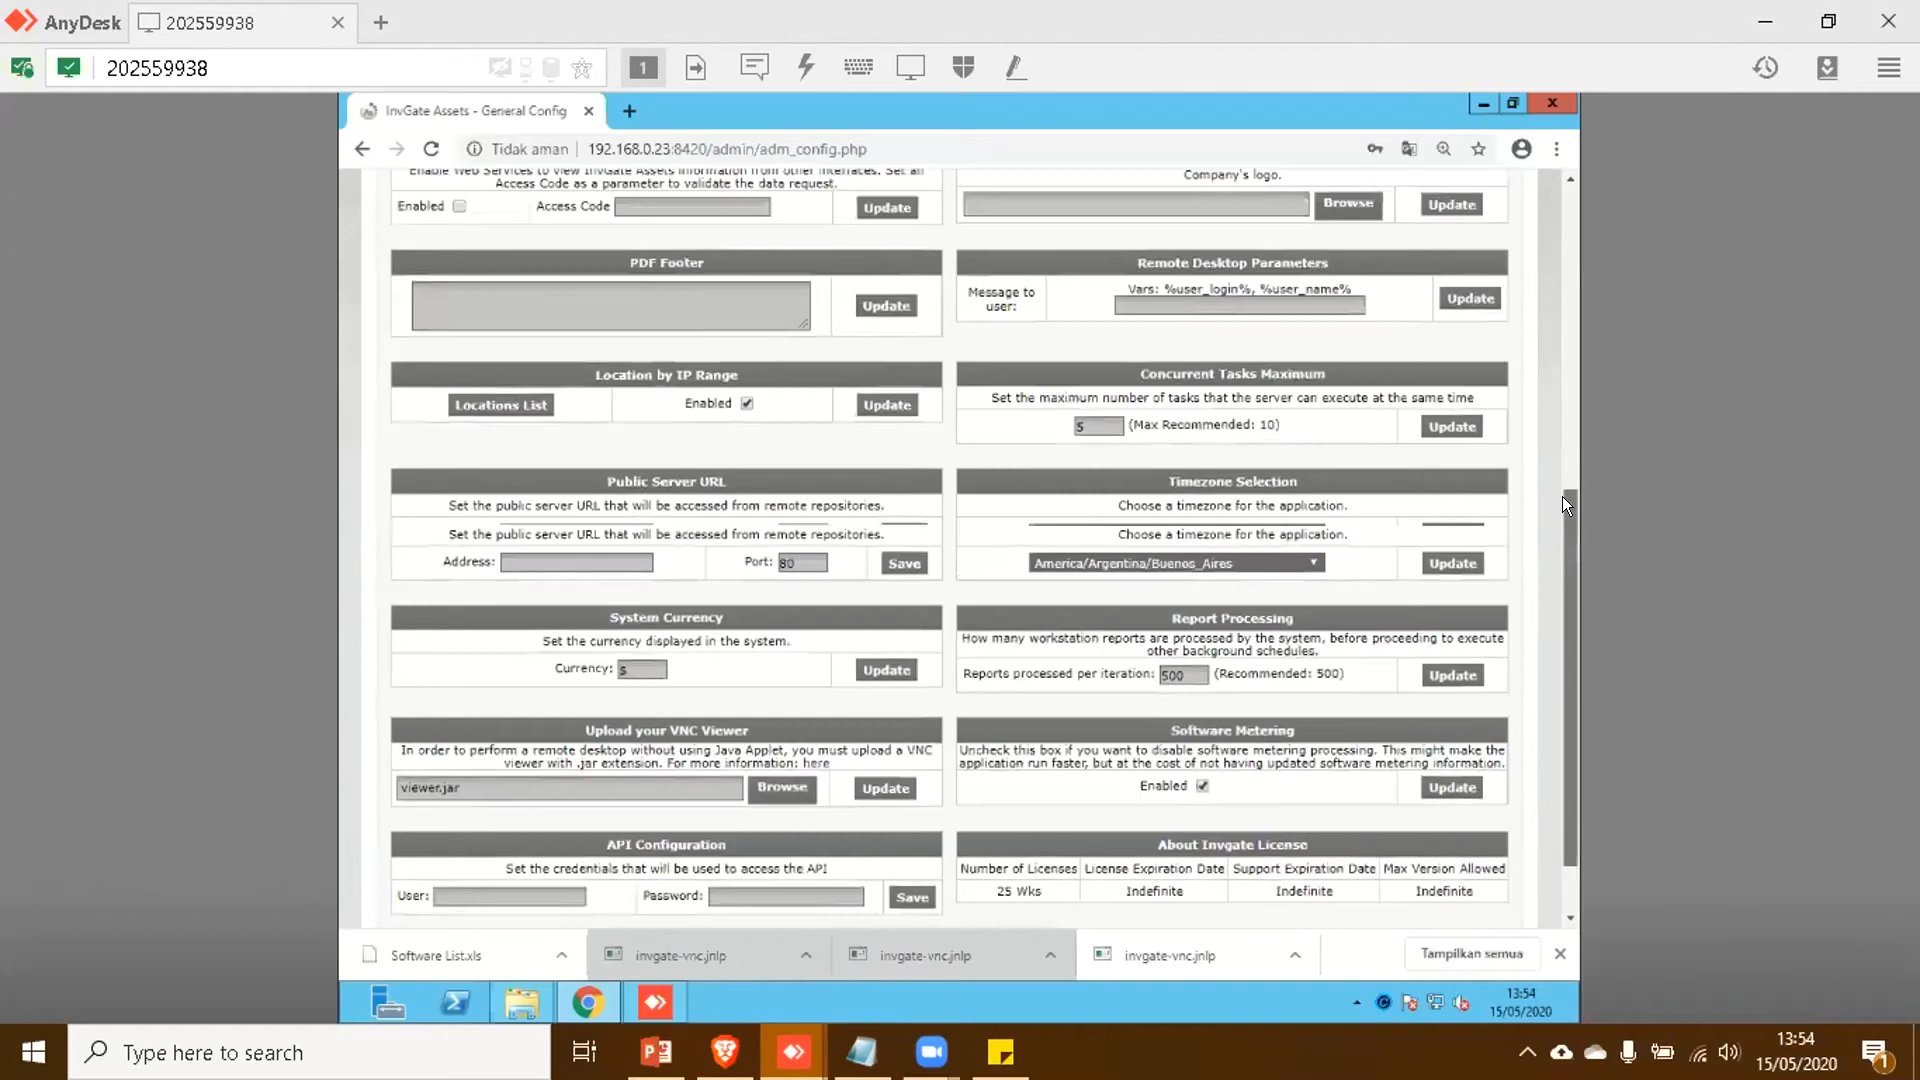 AnyDesk
202559938
202559938
1
InvGate Assets - General Config
Tidak aman
192.168.0.23:8420/admin/adm_config.php
Enable Web Services to view InvGate Assets information from other interfaces. Set an
Access Code as a parameter to validate the data request.
Enabled
Access Code
Update
Company's logo.
Browse
Update
PDF Footer
Update
Remote Desktop Parameters
Message to
user:
Vars: %user_login%, %user_name%
Update
Location by IP Range
Locations List
Enabled
Update
Concurrent Tasks Maximum
Set the maximum number of tasks that the server can execute at the same time
5
(Max Recommended: 10)
Update
Public Server URL
Set the public server URL that will be accessed from remote repositories.
Set the public server URL that will be accessed from remote repositories.
Address:
Port: 80
Save
Timezone Selection
Choose a timezone for the application.
Choose a timezone for the application.
America/Argentina/Buenos_Aires
Update
System Currency
Set the currency displayed in the system.
Currency: $
Update
Report Processing
How many workstation reports are processed by the system, before proceeding to execute
other background schedules.
Reports processed per iteration: 500 (Recommended: 500)
Update
Upload your VNC Viewer
In order to perform a remote desktop without using Java Applet, you must upload a VNC
viewer with .jar extension. For more information: here
viewer.jar
Browse
Update
Software Metering
Uncheck this box if you want to disable software metering processing. This might make the
application run faster, but at the cost of not having updated software metering information.
Enabled
Update
API Configuration
Set the credentials that will be used to access the API
User:
Password:
Save
About Invgate License
Number of Licenses
License Expiration Date
Support Expiration Date
Max Version Allowed
25 Wks
Indefinite
Indefinite
Indefinite
Software List.xls
invgate-vnc.jnlp
invgate-vnc.jnlp
invgate-vnc.jnlp
Tampilkan semua
13:54
15/05/2020
Type here to search
13:54
15/05/2020
1